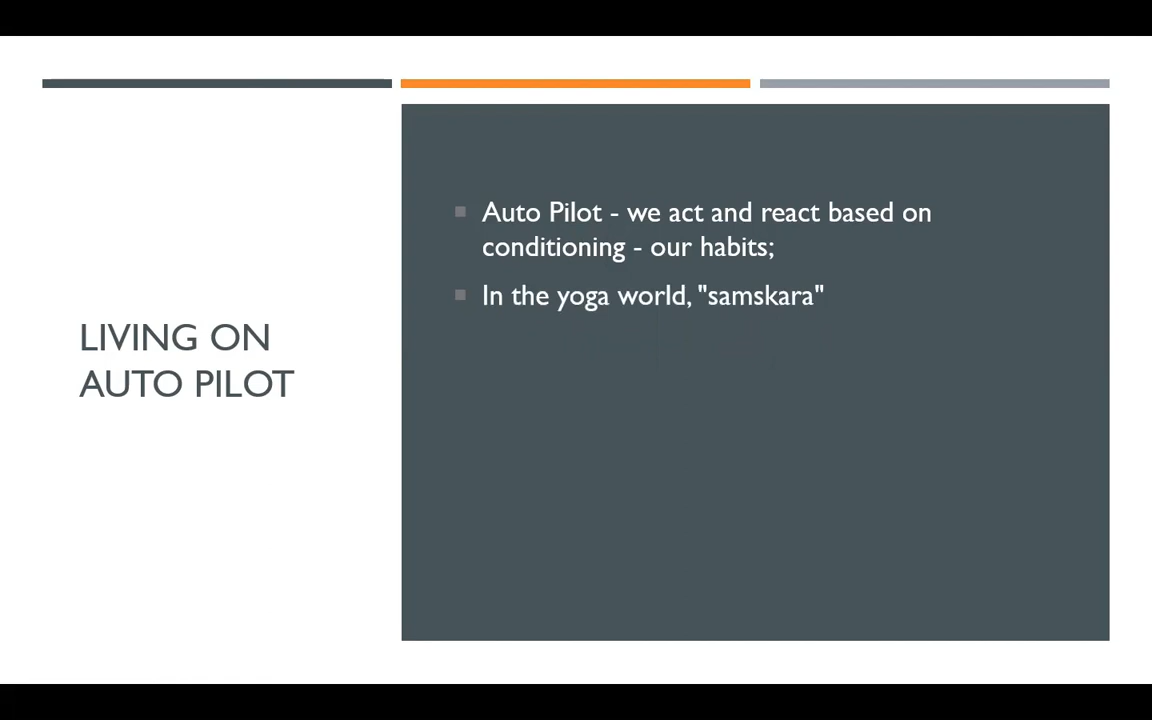 LIVING ON
AUTO PILOT
Auto Pilot - we act and react based on
conditioning - our habits;
In the yoga world, "samskara"